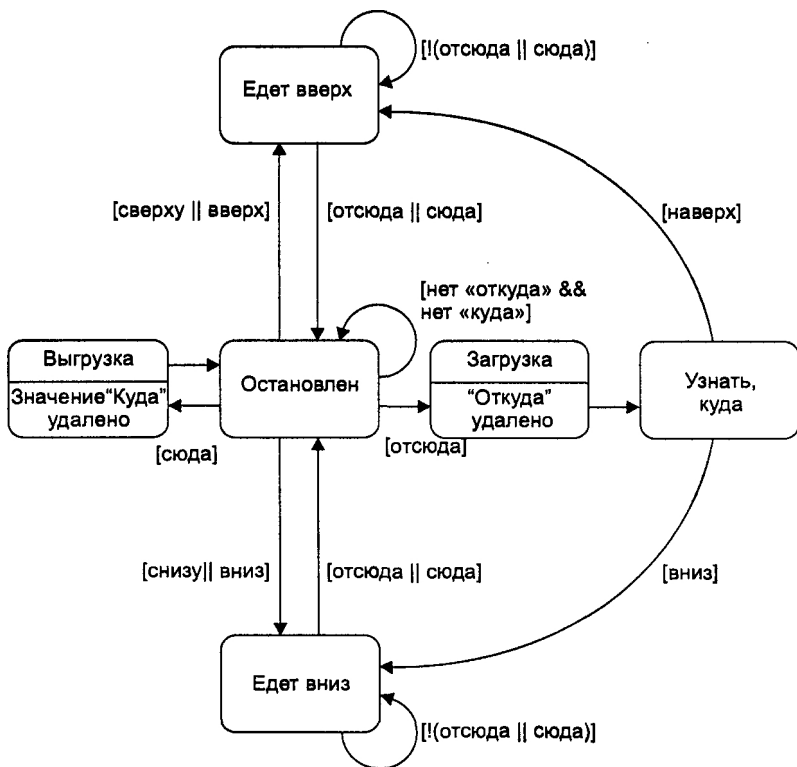 [!(отсюда || сюда)]
Едет вверх
[сверху || вверх]
[отсюда || сюда]
[наверх]
[нет «откуда» &&
нет «куда»]
Выгрузка
Значение“Куда”
удалено
Остановлен
Загрузка
“Откуда”
удалено
Узнать,
куда
[сюда]
[отсюда]
[снизу|| вниз]
[отсюда || сюда]
[вниз]
Едет вниз
[!(отсюда || сюда)]